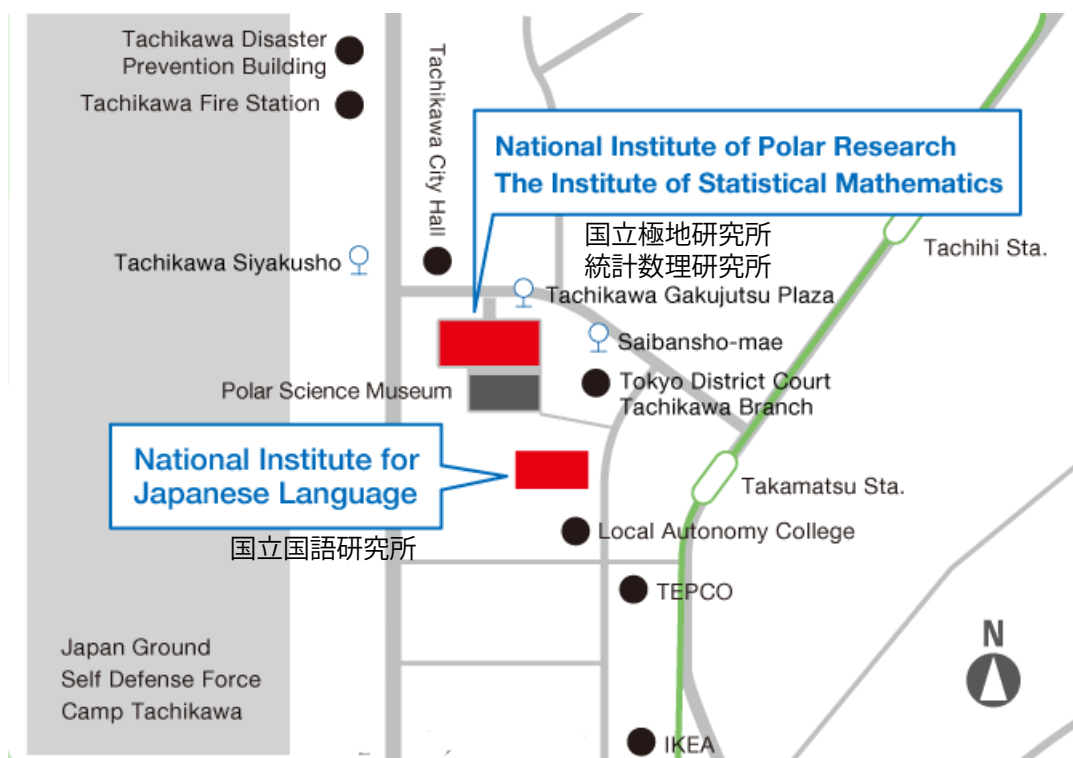 Tachikawa Disaster
Prevention Building
Tachikawa Fire Station
Tachikawa City Hall
National Institute of Polar Research
The Institute of Statistical Mathematics
国立極地研究所
統計数理研究所
Tachihi Sta.
Tachikawa Siyakusho
Tachikawa Gakujutsu Plaza
Saibansho-mae
Polar Science Museum
Tokyo District Court
Tachikawa Branch
National Institute for
Japanese Language
国立国語研究所
Takamatsu Sta.
Local Autonomy College
TEPCO
Japan Ground
Self Defense Force
Camp Tachikawa
N
IKEA